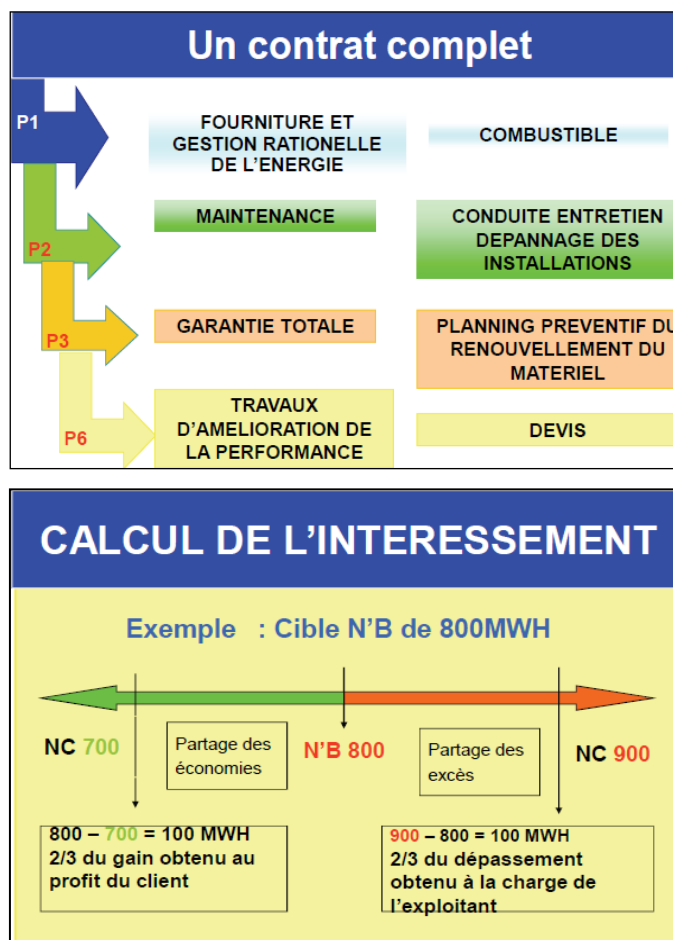 Un contrat complet
P1
FOURNITURE ET
GESTION RATIONELLE
DE L'ENERGIE
COMBUSTIBLE
P2
MAINTENANCE
CONDUITE ENTRETIEN
DEPANNAGE DES
INSTALLATIONS
P3
GARANTIE TOTALE
PLANNING PREVENTIF DU
RENOUVELLEMENT DU
MATERIEL
P6
TRAVAUX
D'AMELIORATION DE
LA PERFORMANCE
DEVIS
CALCUL DE L'INTERESSEMENT
Exemple : Cible N'B de 800MWH
NC 700
Partage des
économies
N'B 800
Partage des
excès
NC 900
800 – 700 = 100 MWH
2/3 du gain obtenu au
profit du client
900 – 800 = 100 MWH
2/3 du dépassement
obtenu à la charge de
l'exploitant